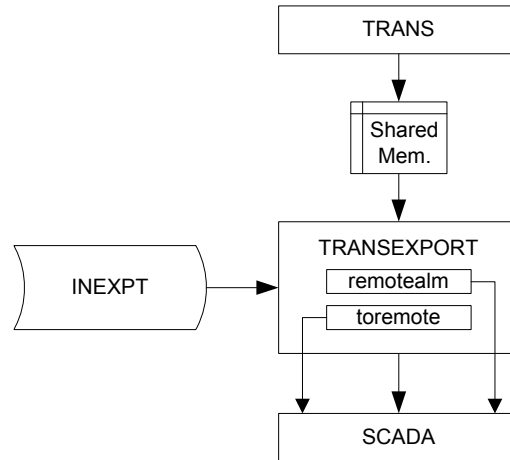 TRANS
Shared
Mem.
TRANSEXPORT
INEXPT
remotealm
toremote
SCADA